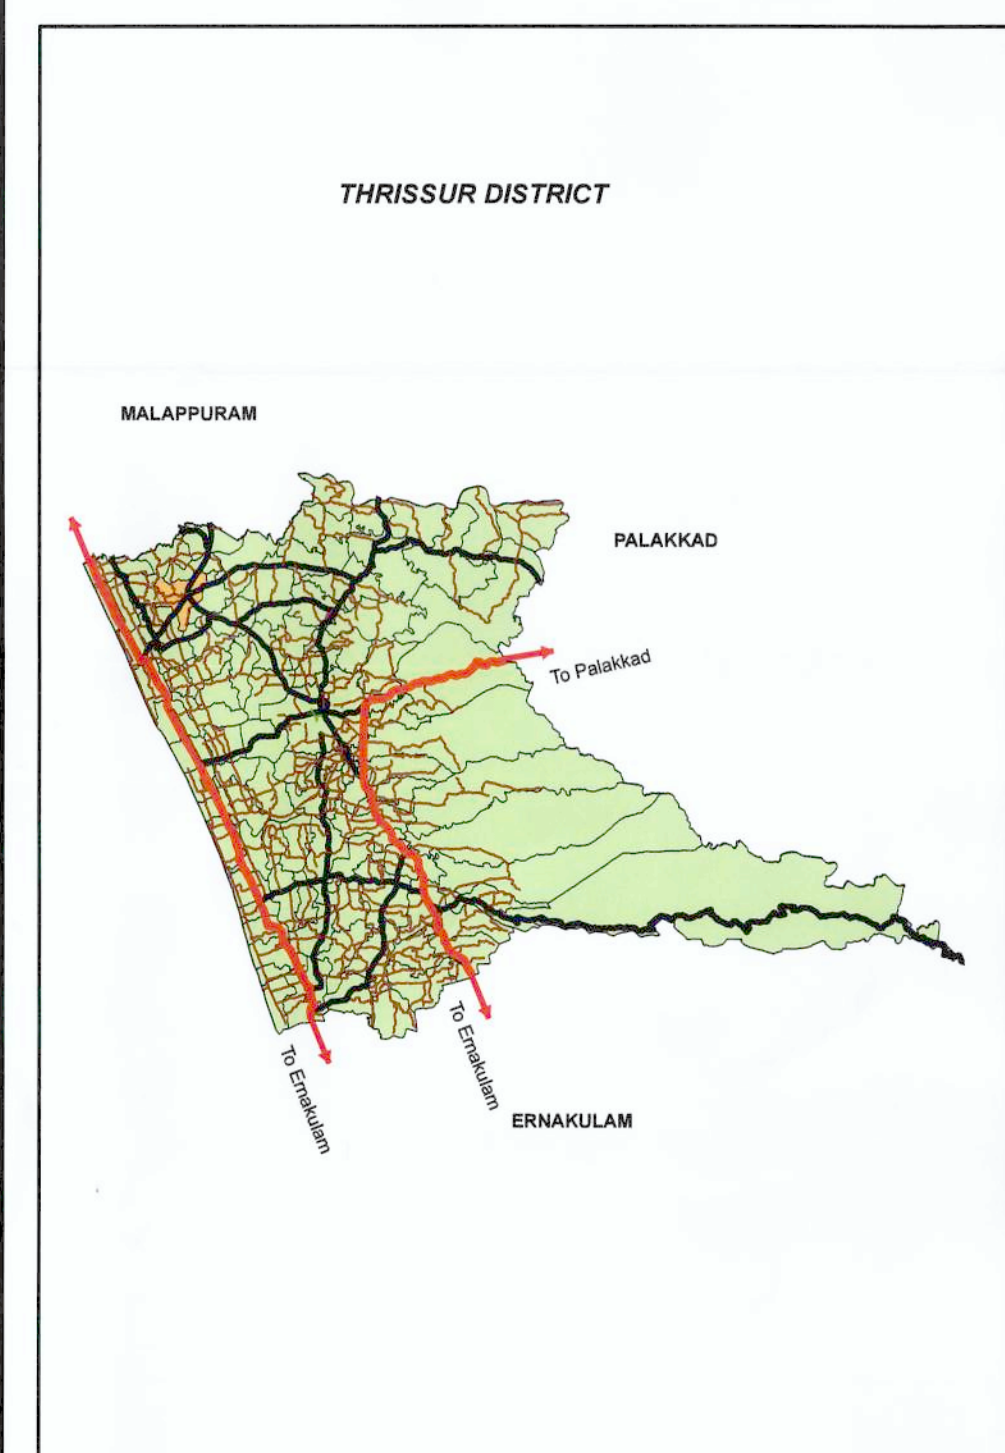 THRISSUR DISTRICT
MALAPPURAM
PALAKKAD
To Palakkad
To Ernakulam
To Ernakulam
ERNAKULAM